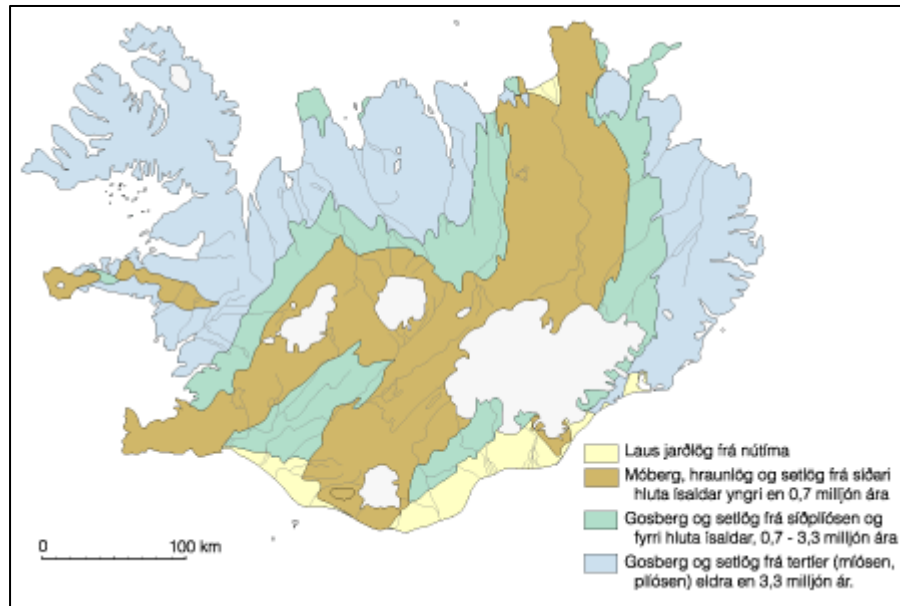 Laus jarðlög frá nútíma
Móberg, hraunlög og setlög frá síðari
hluta ísaldar yngri en 0,7 milljón ára
Gosberg og setlög frá síðplíósen og
fyrri hluta ísaldar, 0,7 - 3,3 milljón ára
Gosberg og setlög frá tertíer (míósen,
plíósen) eldra en 3,3 milljón ár.
0 100 km